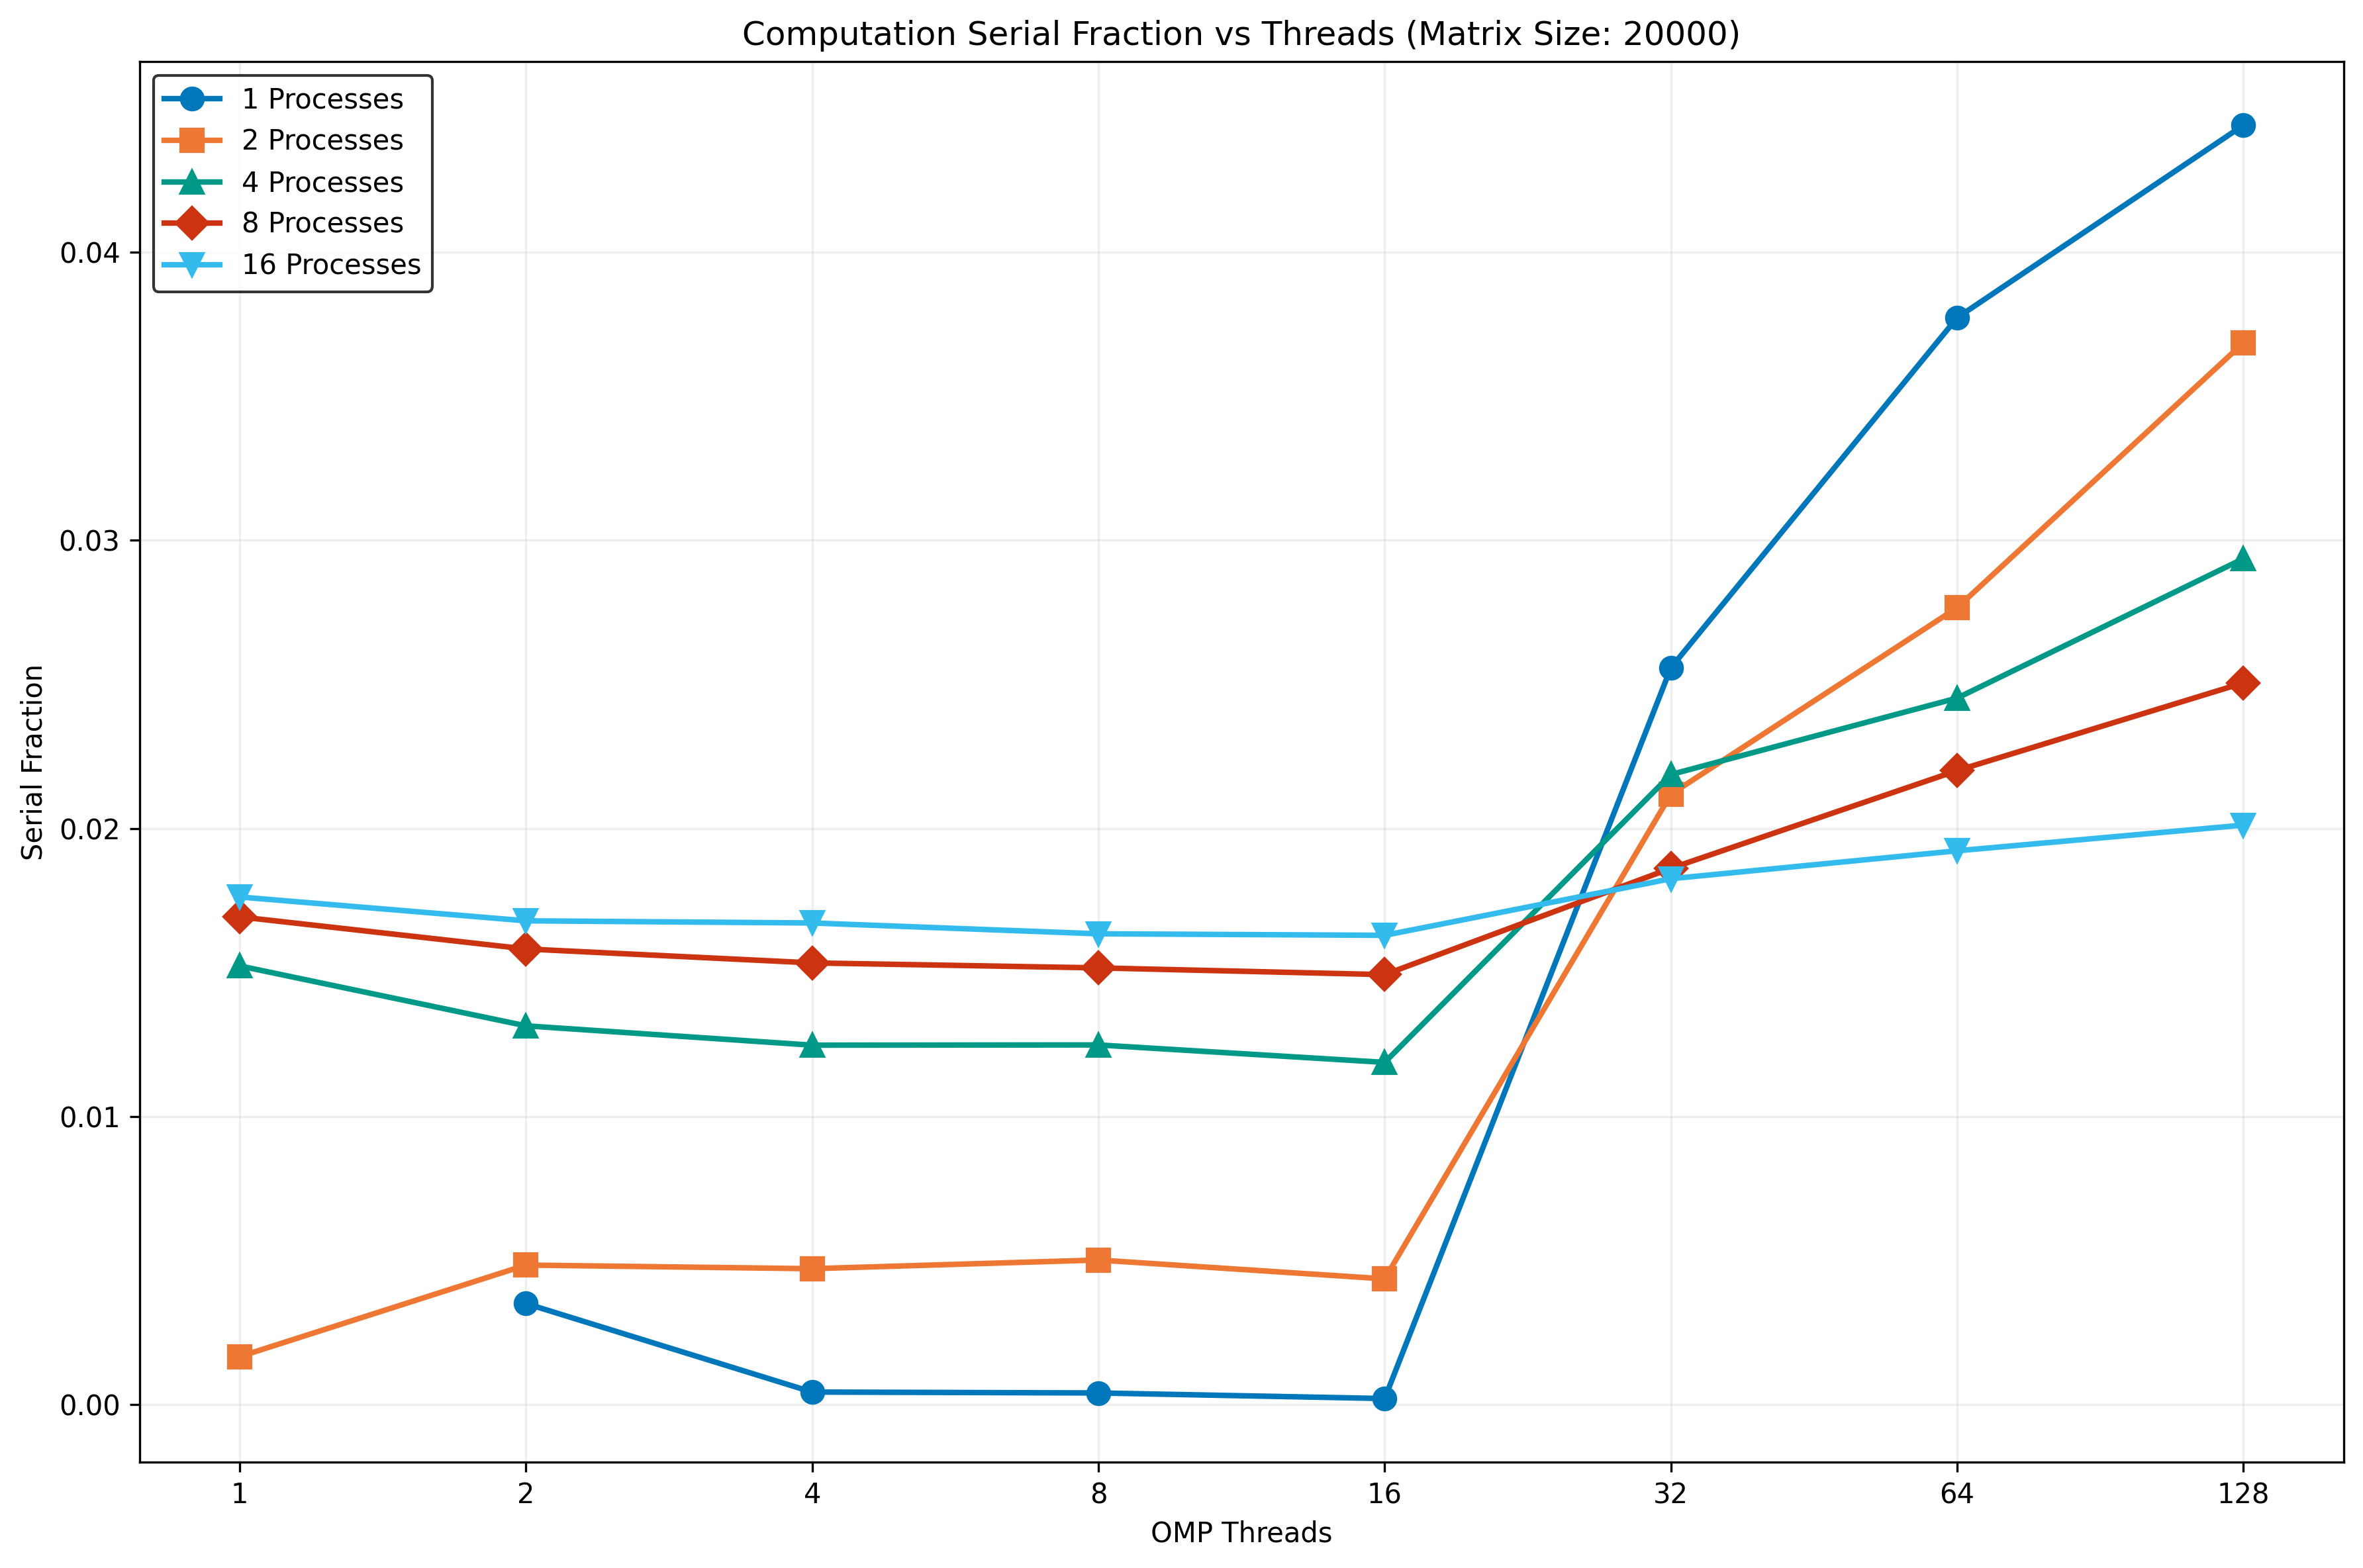 Computation Serial Fraction vs Threads (Matrix Size: 20000)
1 Processes
2 Processes
4 Processes
8 Processes
16 Processes
0.04
0.03
0.02
0.01
0.00
Serial Fraction
1 2 4 8 16 32 64 128
OMP Threads